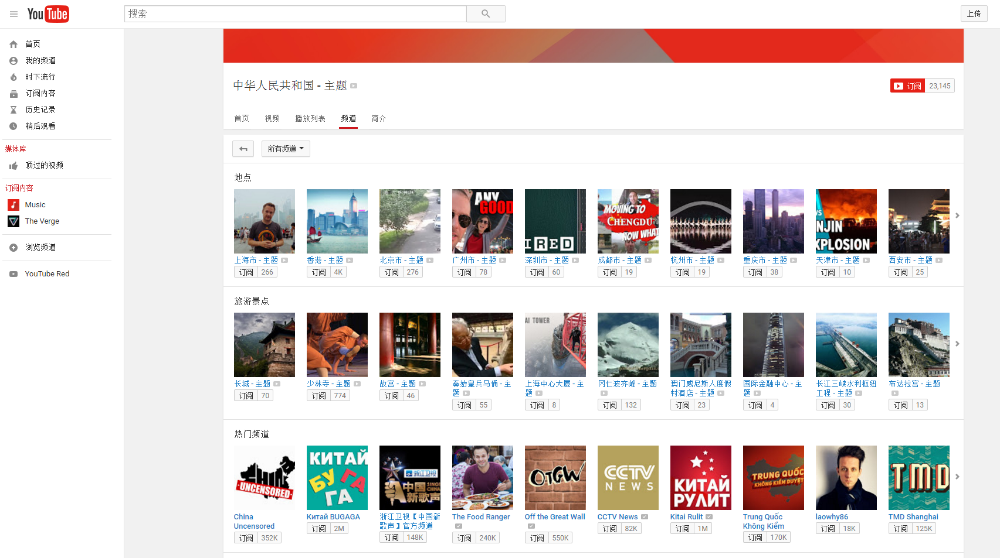 YouTube
搜索
上传
首页
我的频道
时下流行
订阅内容
历史记录
稍后观看
媒体库
顶过的视频
订阅内容
Music
The Verge
浏览频道
YouTube Red
中华人民共和国 - 主题
订阅 23,145
首页 视频 播放列表 频道 简介
所有频道
地点
ANY
GOOD
IRED
MOVING TO
CHENGDU
NOW WHAT
VS
NJIN
XPLOSION
上海市 - 主题
订阅 266
香港 - 主题
订阅 4K
北京市 - 主题
订阅 276
广州市 - 主题
订阅 78
深圳市 - 主题
订阅 60
成都市 - 主题
订阅 19
杭州市 - 主题
订阅 19
重庆市 - 主题
订阅 38
天津市 - 主题
订阅 10
西安市 - 主题
订阅 25
旅游景点
AI TOWER
长城 - 主题
订阅 70
少林寺 - 主题
订阅 774
故宫 - 主题
订阅 46
秦始皇兵马俑 - 主
题
订阅 55
上海中心大厦 - 主
题
订阅 8
冈仁波齐峰 - 主题
订阅 132
澳门威尼斯人度假
村酒店 - 主题
订阅 23
国际金融中心 - 主
题
订阅 4
长江三峡水利枢纽
工程 - 主题
订阅 30
布达拉宫 - 主题
订阅 13
热门频道
CHINA
UNCENSORED
China
Uncensored
订阅 352K
КИТАЙ
БУГА
ГА
Китай BUGAGA
订阅 2M
浙江卫视
中国
SING!
CHINA
新歌声
浙江卫视【中国新
歌声】官方频道
订阅 148K
The Food Ranger
订阅 240K
OTGW
Off the Great Wall
订阅 550K
CCTV
NEWS
CCTV News
订阅 82K
КИТАЙ
РУЛИТ
Kitai Rulit
订阅 1M
TRUNG QUỐC
KHÔNG KIỂM DUYỆT
Trung Quốc
Không Kiểm
订阅 170K
laowhy86
订阅 18K
TMD
TMD Shanghai
订阅 125K